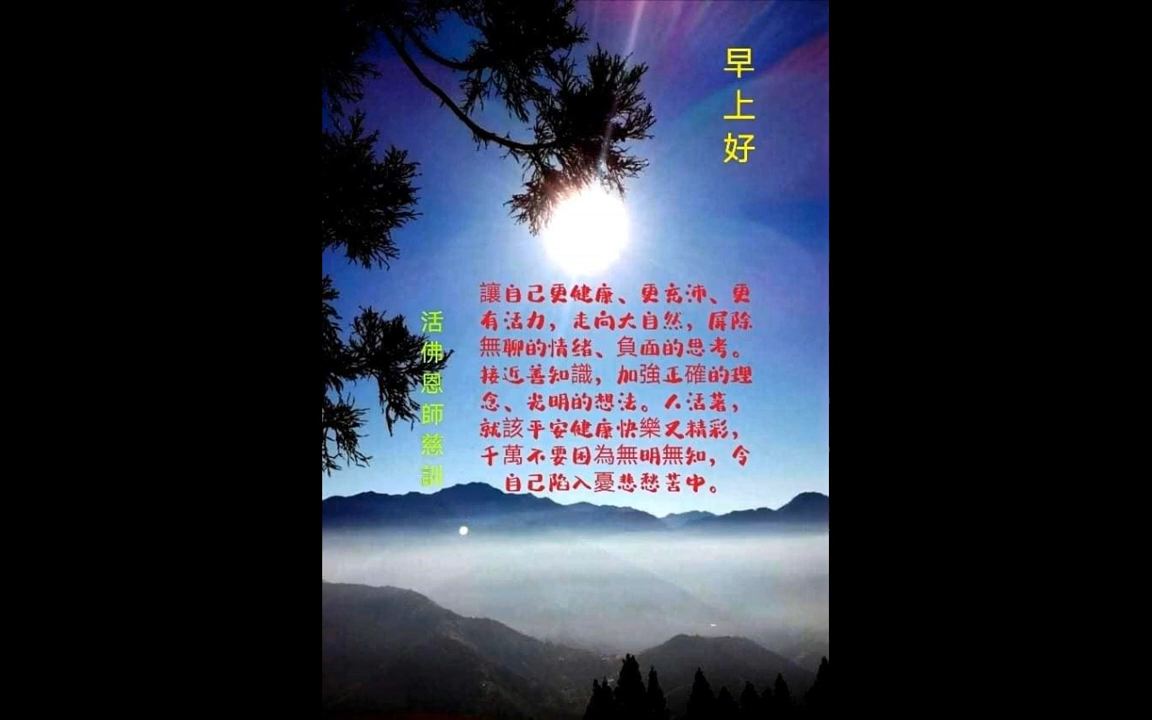 早上好
讓自己更健康、更充沛、更
有活力，走向大自然，屏除
無聊的情绪、負面的思考。
接近善知識，加強正確的理
念、光明的想法。人活著，
就該平安健康快樂又精彩，
千萬不要困為無明無知，令
自己陷入憂悲愁苦中。
活佛恩師慈訓